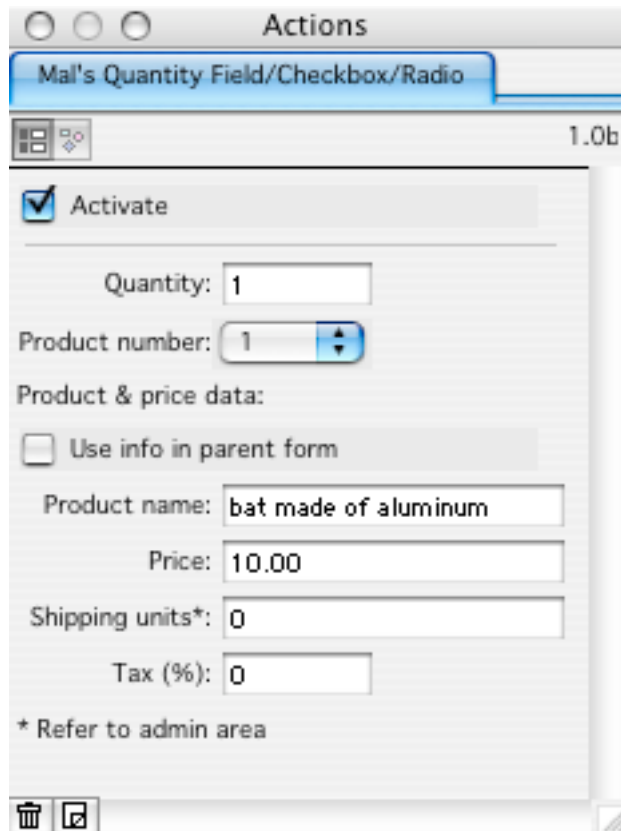 Actions
Mal's Quantity Field/Checkbox/Radio
1.0b
Activate
Quantity: 1
Product number: 1
Product & price data:
Use info in parent form
Product name: bat made of aluminum
Price: 10.00
Shipping units*: 0
Tax (%): 0
* Refer to admin area